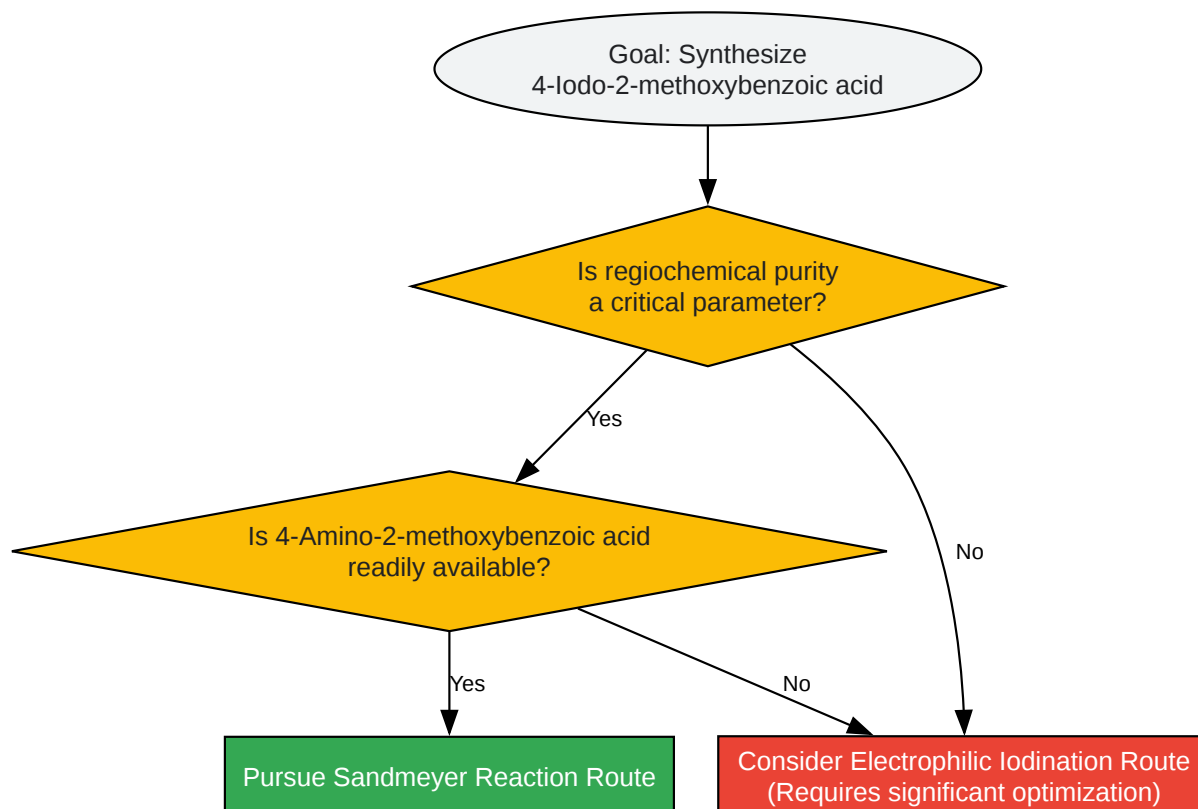 Goal: Synthesize
4-Iodo-2-methoxybenzoic acid
Is regiochemical purity
a critical parameter?
Yes
Is 4-Amino-2-methoxybenzoic acid
readily available?
No
Yes
No
Pursue Sandmeyer Reaction Route
Consider Electrophilic Iodination Route
(Requires significant optimization)